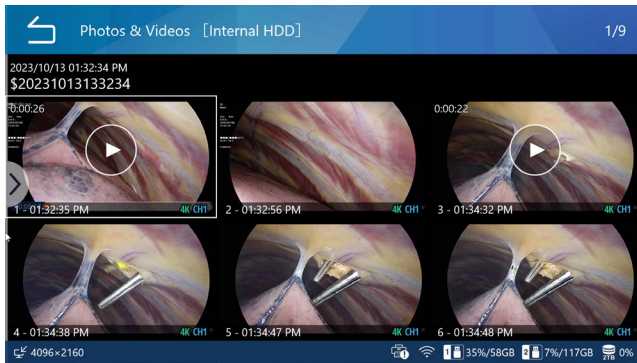 Photos & Videos [Internal HDD]
1/9
2023/10/13 01:32:34 PM
$20231013133234
0:00:26
0:00:22
1 - 01:32:35 PM 4K CH1
2 - 01:32:56 PM 4K CH1
3 - 01:34:32 PM 4K CH1
4 - 01:34:38 PM 4K CH1
5 - 01:34:47 PM 4K CH1
6 - 01:34:48 PM 4K CH1
4096×2160
1 35%/58GB 2 7%/117GB 2TB 0%